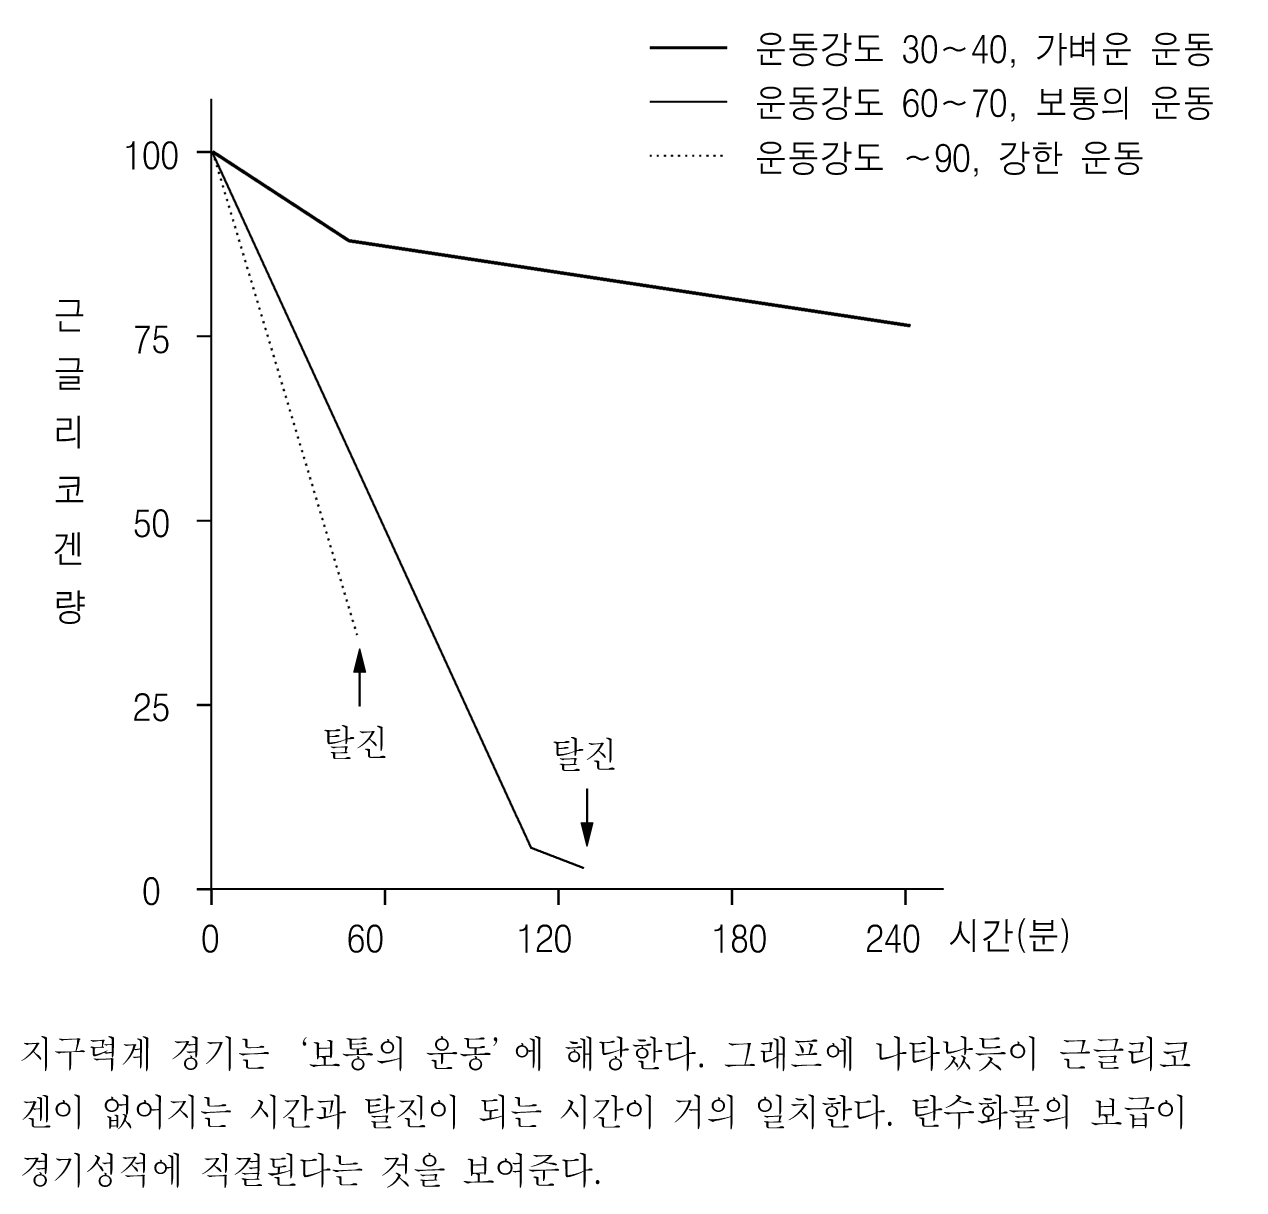 운동강도 30~40, 가벼운 운동
운동강도 60~70, 보통의 운동
운동강도 ~90, 강한 운동
100
75
50
25
0
근글리코겐량
탈진
탈진
0 60 120 180 240 시간(분)
지구력계 경기는 ‘보통의 운동’에 해당한다. 그래프에 나타났듯이 근글리코
겐이 없어지는 시간과 탈진이 되는 시간이 거의 일치한다. 탄수화물의 보급이
경기성적에 직결된다는 것을 보여준다.